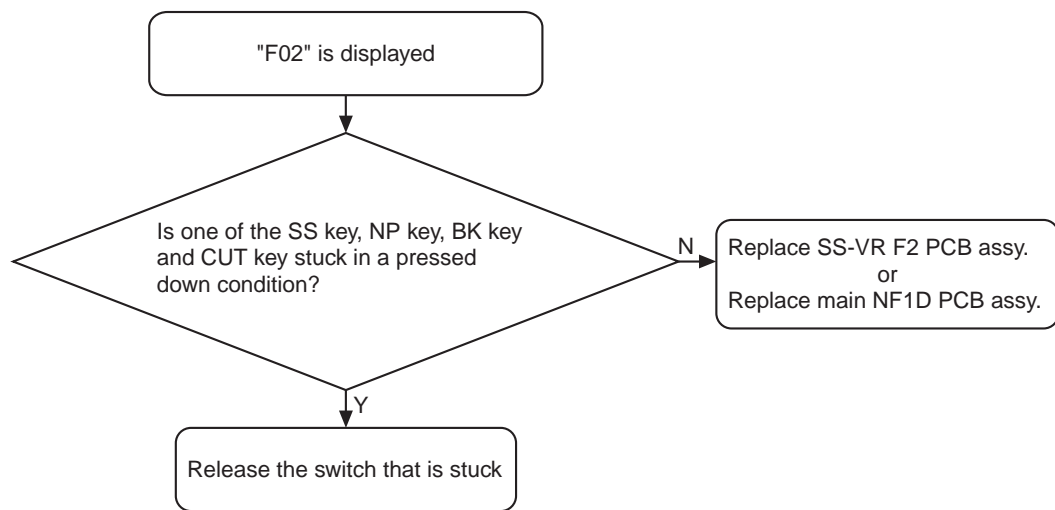 "F02" is displayed
Is one of the SS key, NP key, BK key
and CUT key stuck in a pressed
down condition?
N
Replace SS-VR F2 PCB assy.
or
Replace main NF1D PCB assy.
Y
Release the switch that is stuck